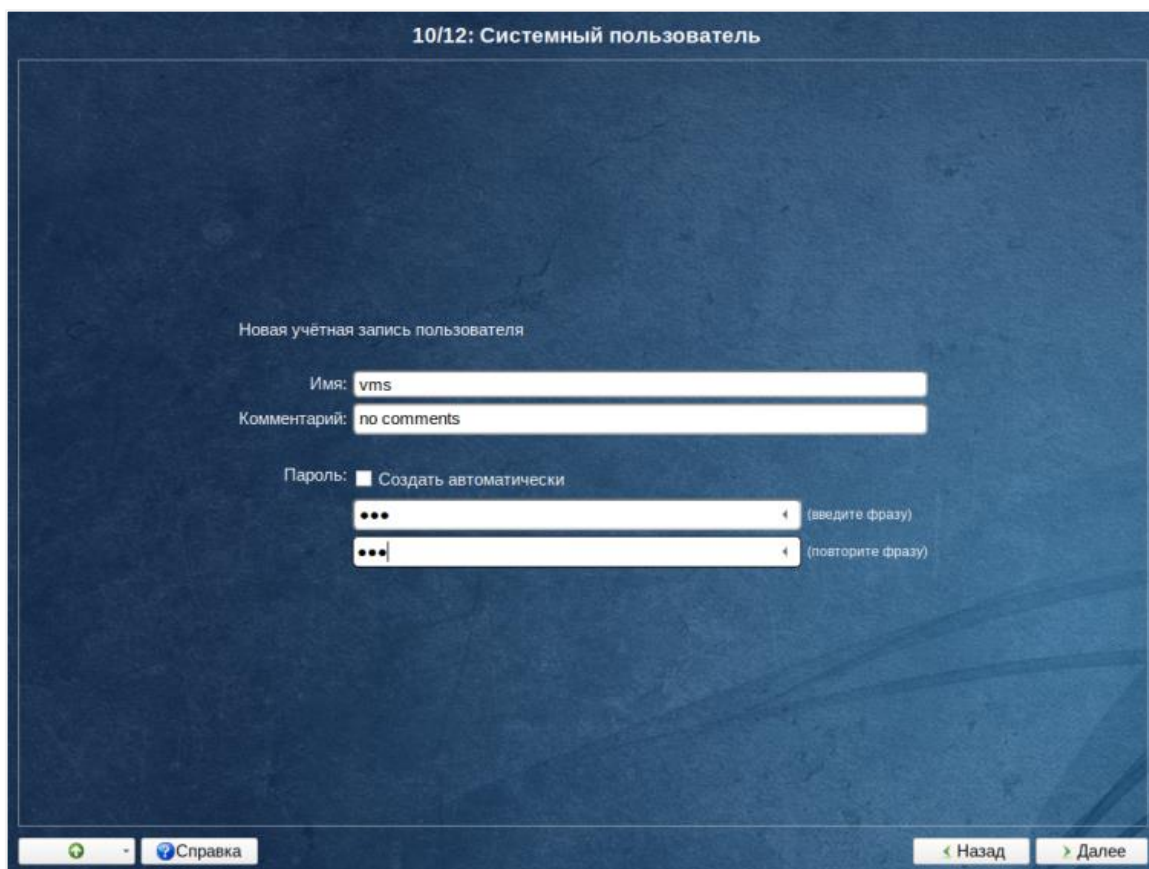 10/12: Системный пользователь
Новая учётная запись пользователя
Имя: vms
Комментарий: no comments
Пароль: Создать автоматически
●●● (введите фразу)
●●● (повторите фразу)
Справка Назад Далее